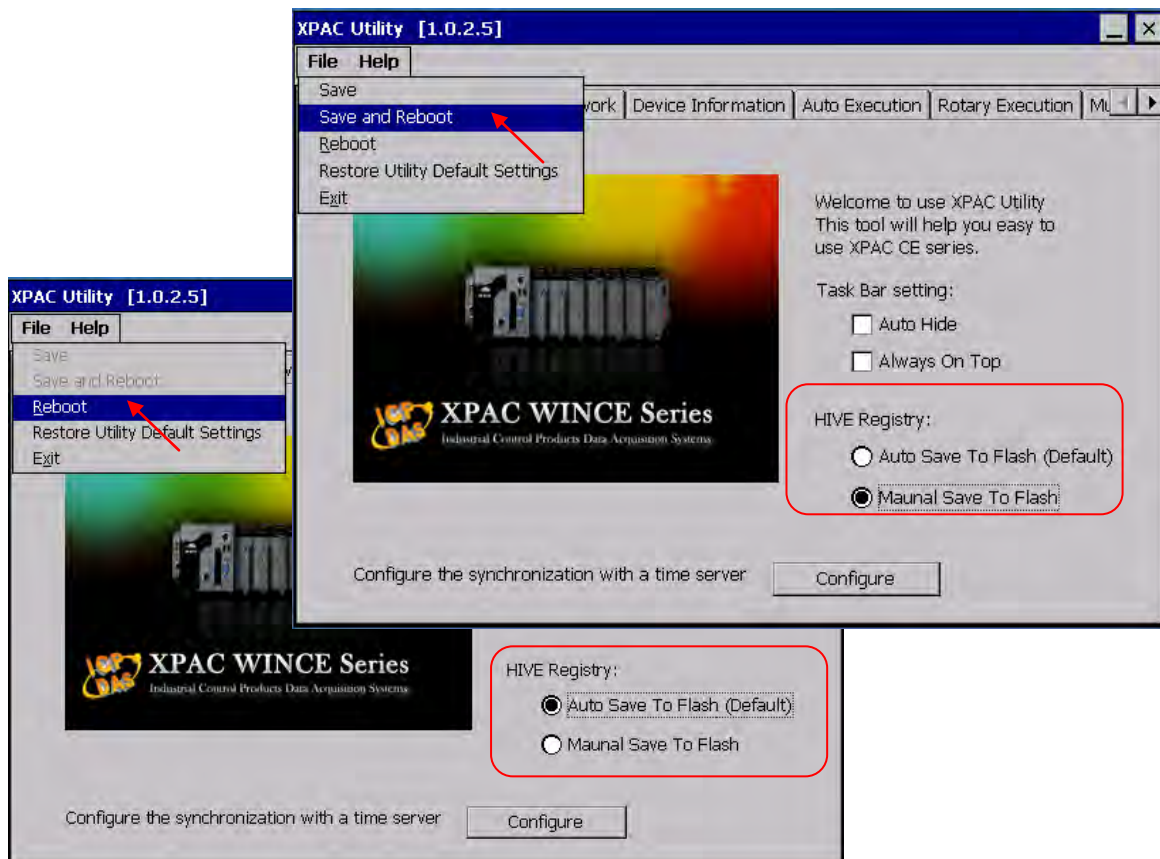 XPAC Utility [1.0.2.5]
File Help
Save
Save and Reboot
Reboot
Restore Utility Default Settings
Exit
Device Information
Auto Execution
Rotary Execution
Welcome to use XPAC Utility
This tool will help you easy to
use XPAC CE series.
Task Bar setting:
Auto Hide
Always On Top
HIVE Registry:
Auto Save To Flash (Default)
Maunal Save To Flash
ICP
DAS
XPAC WINCE Series
Industrial Control Products Data Acquisition Systems
Configure the synchronization with a time server
Configure
XPAC Utility [1.0.2.5]
File Help
Save
Save and Reboot
Reboot
Restore Utility Default Settings
Exit
ICP
DAS
XPAC WINCE Series
Industrial Control Products Data Acquisition Systems
HIVE Registry:
Auto Save To Flash (Default)
Maunal Save To Flash
Configure the synchronization with a time server
Configure